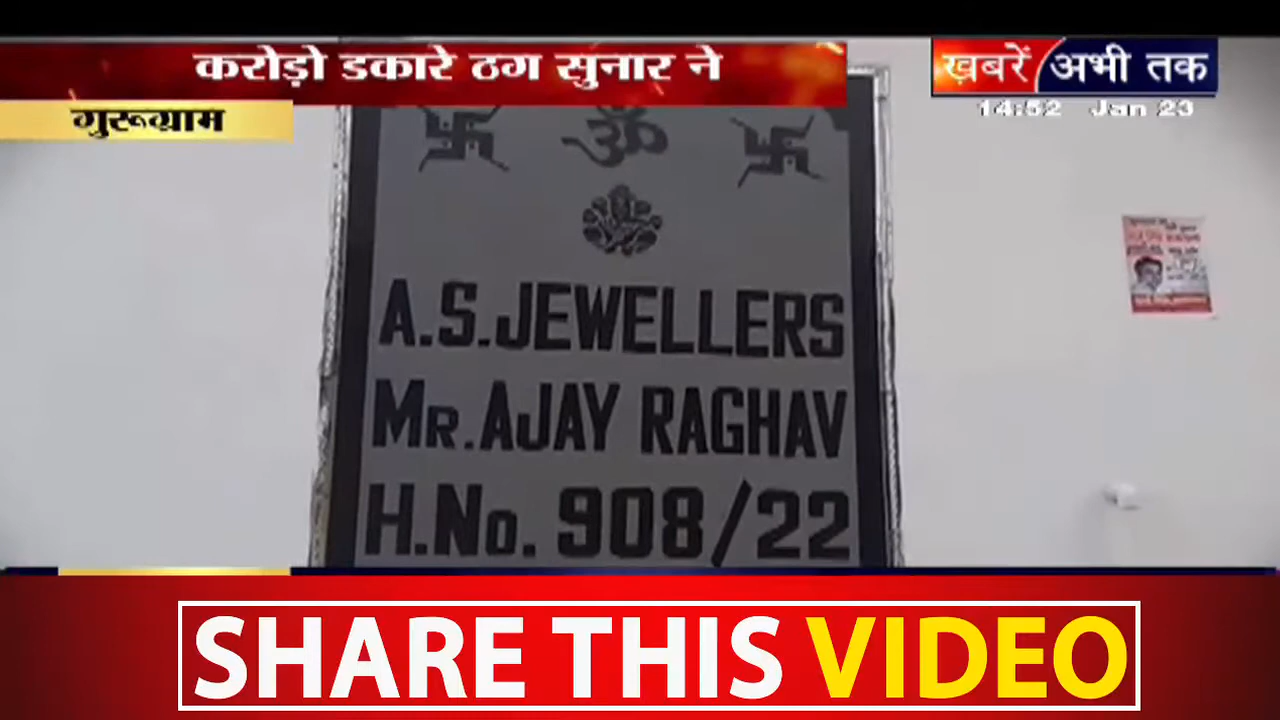 करोड़ो डकारे ठग सुनार ने
ख़बरें अभी तक
14:52 Jan 23
गुरूग्राम
ॐ
A.S.JEWELLERS
MR.AJAY RAGHAV
H.No. 908/22
SHARE THIS VIDEO